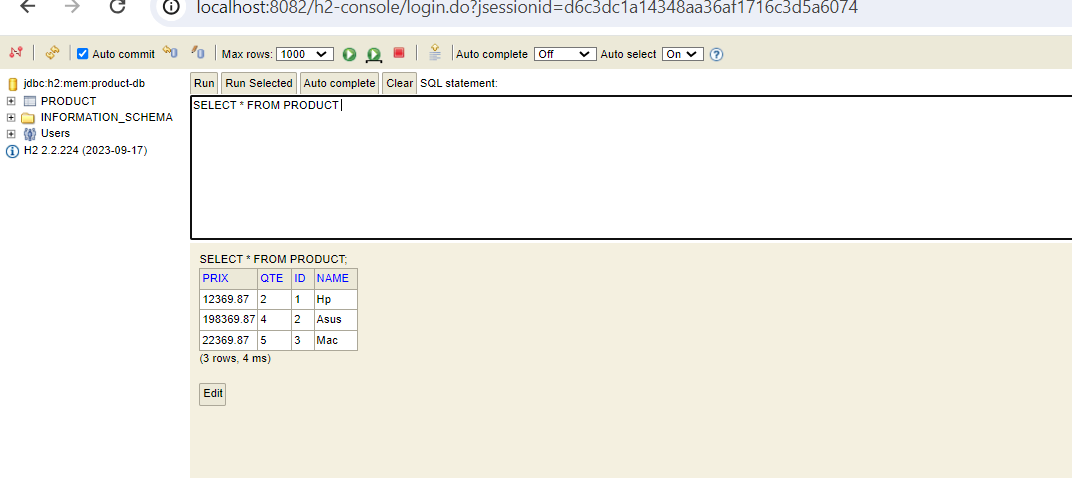 localhost:8082/h2-console/login.do?jsessionid=d6c3dc1a14348aa36af1716c3d5a6074
Auto commit Max rows: 1000 Auto complete Off Auto select On ?
jdbc:h2:mem:product-db
PRODUCT
INFORMATION_SCHEMA
Users
H2 2.2.224 (2023-09-17)
Run Run Selected Auto complete Clear SQL statement:
SELECT * FROM PRODUCT
SELECT * FROM PRODUCT;
PRIX QTE ID NAME
12369.87 2 1 Hp
198369.87 4 2 Asus
22369.87 5 3 Mac
(3 rows, 4 ms)
Edit